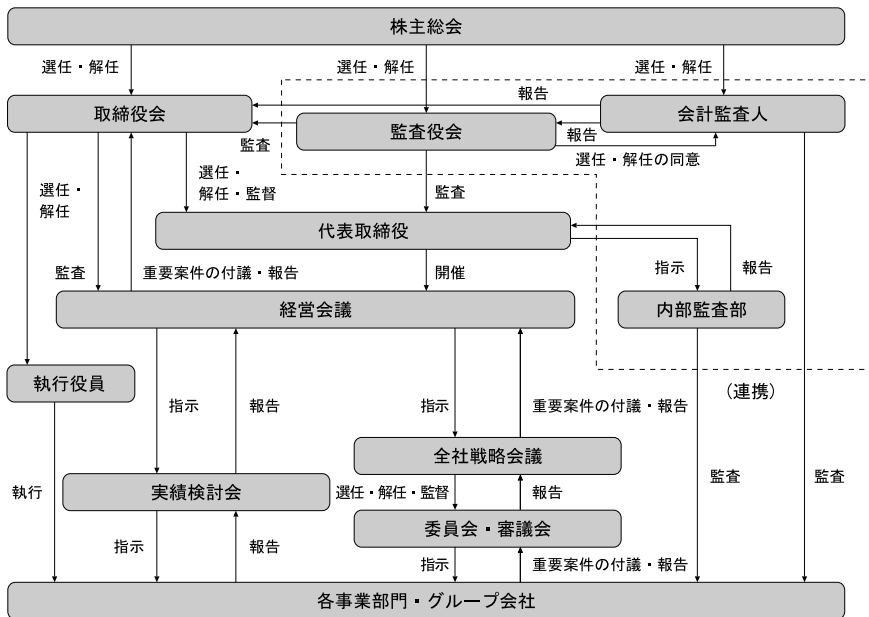 株主総会
選任・解任
選任・解任
選任・解任
取締役会
報告
会計監査人
監査役会
監査
報告
選任・解任の同意
選任・
解任
選任・
解任・監督
監査
代表取締役
監査
重要案件の付議・報告
開催
指示
報告
経営会議
内部監査部
執行役員
(連携)
指示
報告
指示
重要案件の付議・報告
全社戦略会議
監査
監査
執行
実績検討会
選任・解任・監督
報告
委員会・審議会
指示
報告
指示
重要案件の付議・報告
各事業部門・グループ会社